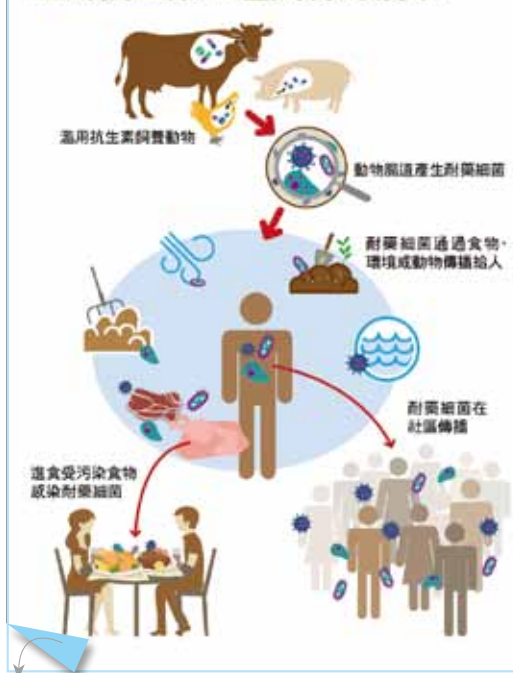 濫用抗生素飼養動物
動物腸道產生耐藥細菌
耐藥細菌通過食物、
環境或動物傳播給人
耐藥細菌在
社區傳播
進食受污染食物
感染耐藥細菌